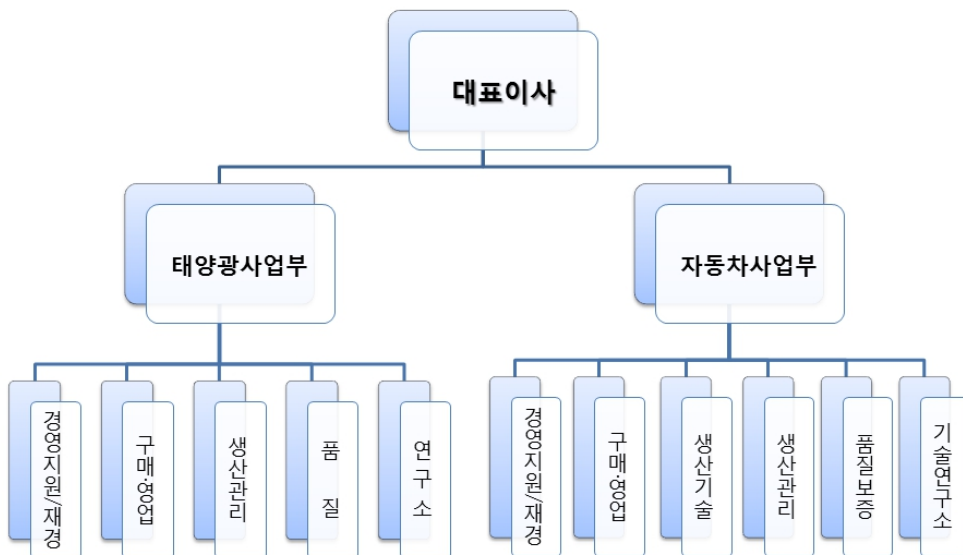 대표이사
태양광사업부
자동차사업부
경영지원/재경
구매·영업
생산관리
품 질
연구소
경영지원/재경
구매·영업
생산기술
생산관리
품질보증
기술연구소